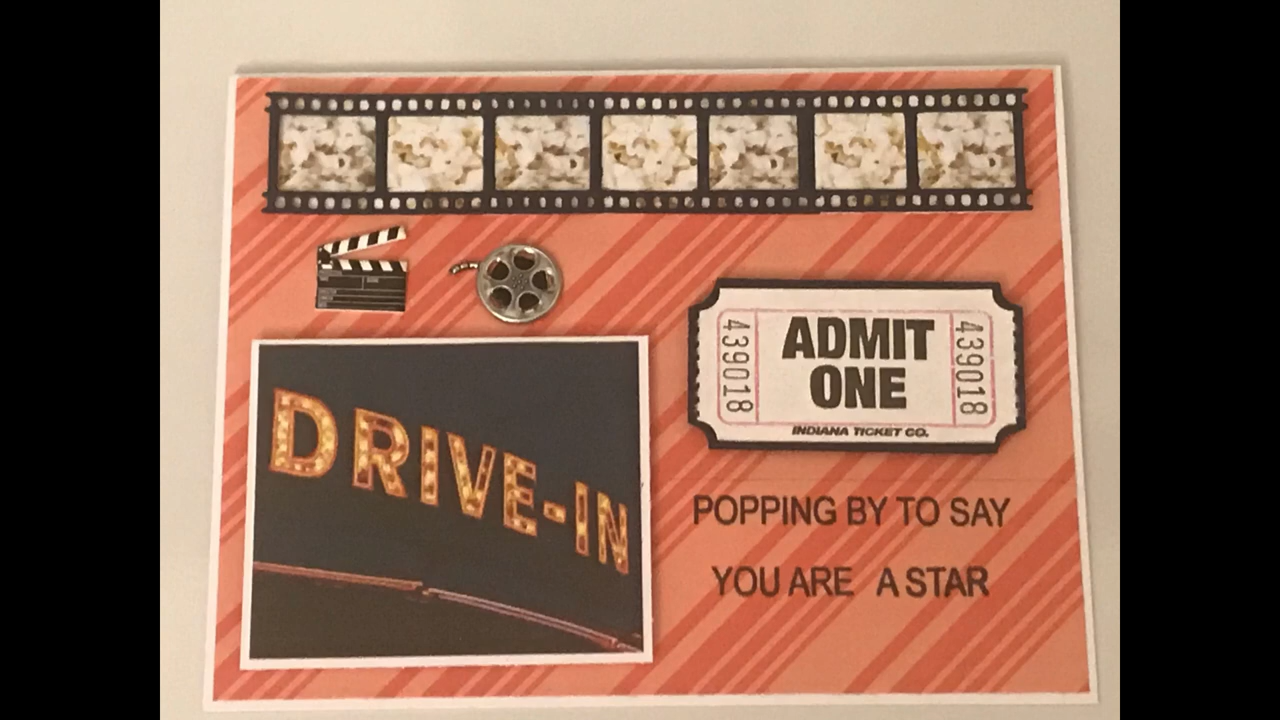 DRIVE-IN
439018
ADMIT
ONE
439018
INDIANA TICKET CO.
POPPING BY TO SAY
YOU ARE A STAR